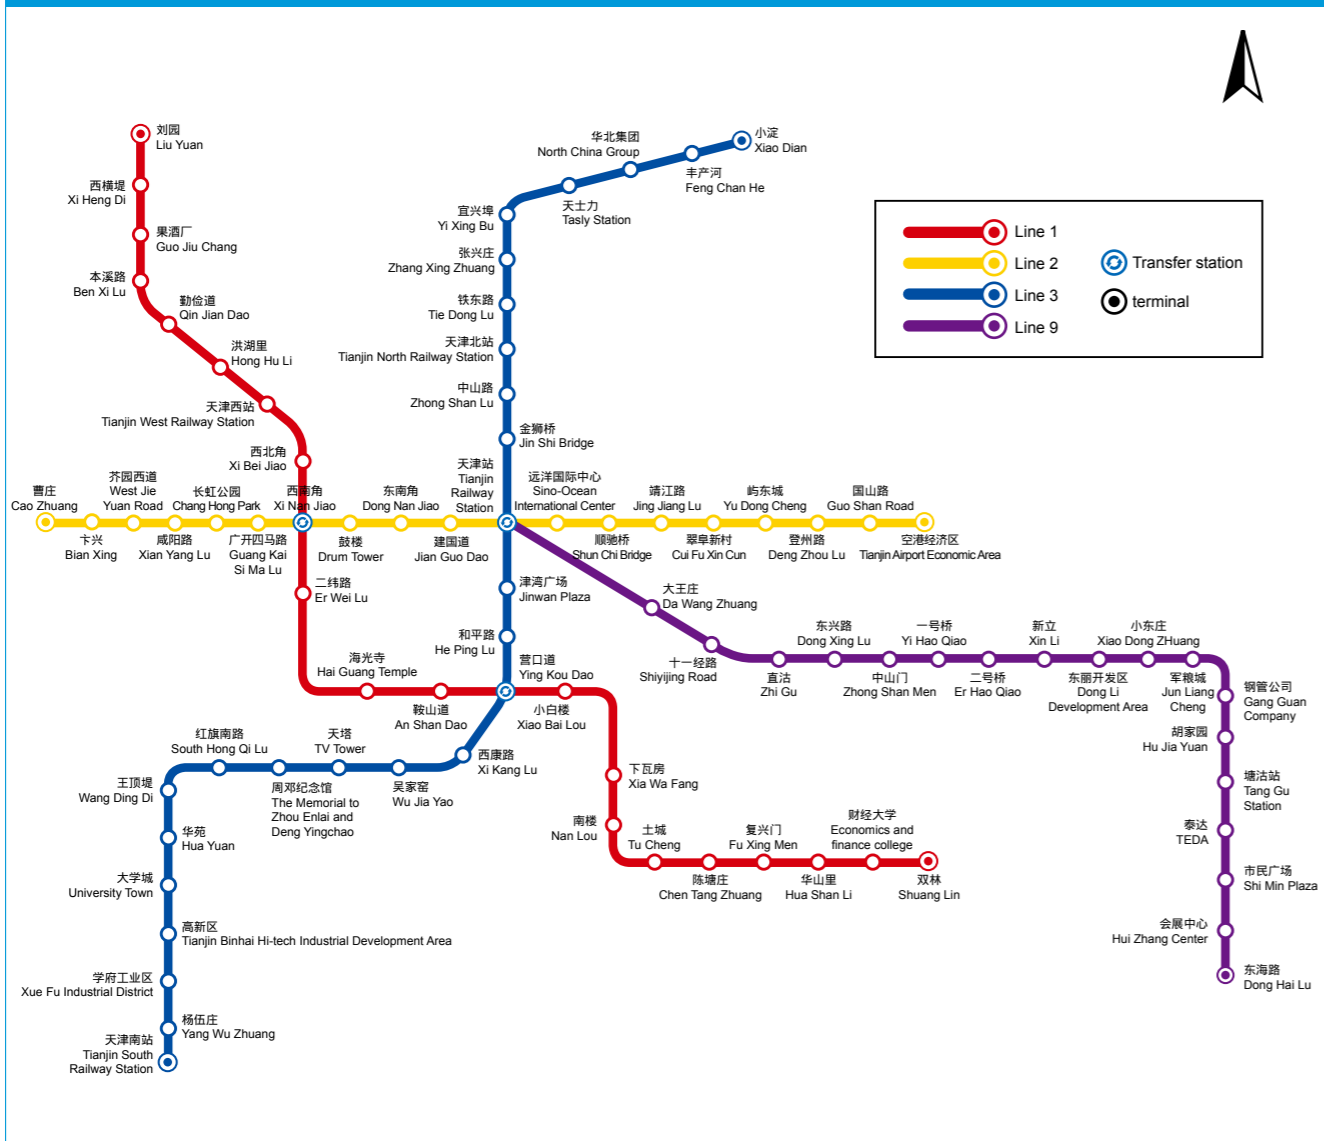 刘园
Liu Yuan
西横堤
Xi Heng Di
果酒厂
Guo Jiu Chang
本溪路
Ben Xi Lu
勤俭道
Qin Jian Dao
洪湖里
Hong Hu Li
天津西站
Tianjin West Railway Station
西北角
Xi Bei Jiao
华北集团
North China Group
小淀
Xiao Dian
丰产河
Feng Chan He
天士力
Tasly Station
宜兴埠
Yi Xing Bu
张兴庄
Zhang Xing Zhuang
铁东路
Tie Dong Lu
天津北站
Tianjin North Railway Station
中山路
Zhong Shan Lu
金狮桥
Jin Shi Bridge
Line 1
Line 2
Line 3
Line 9
Transfer station
terminal
曹庄
Cao Zhuang
卞兴
Bian Xing
芥园西道
West Jie
Yuan Road
咸阳路
Xian Yang Lu
长虹公园
Chang Hong Park
广开四马路
Guang Kai
Si Ma Lu
西南角
Xi Nan Jiao
鼓楼
Drum Tower
东南角
Dong Nan Jiao
建国道
Jian Guo Dao
天津站
Tianjin
Railway
Station
远洋国际中心
Sino-Ocean
International Center
顺驰桥
Shun Chi Bridge
靖江路
Jing Jiang Lu
翠阜新村
Cui Fu Xin Cun
屿东城
Yu Dong Cheng
登州路
Deng Zhou Lu
国山路
Guo Shan Road
空港经济区
Tianjin Airport Economic Area
二纬路
Er Wei Lu
海光寺
Hai Guang Temple
鞍山道
An Shan Dao
津湾广场
Jinwan Plaza
和平路
He Ping Lu
营口道
Ying Kou Dao
小白楼
Xiao Bai Lou
大王庄
Da Wang Zhuang
十一经路
Shiyijing Road
直沽
Zhi Gu
东兴路
Dong Xing Lu
中山门
Zhong Shan Men
一号桥
Yi Hao Qiao
二号桥
Er Hao Qiao
新立
Xin Li
东丽开发区
Dong Li
Development Area
小东庄
Xiao Dong ZHuang
军粮城
Jun Liang
Cheng
钢管公司
Gang Guan
Company
胡家园
Hu Jia Yuan
塘沽站
Tang Gu
Station
泰达
TEDA
市民广场
Shi Min Plaza
会展中心
Hui Zhang Center
东海路
Dong Hai Lu
西康路
Xi Kang Lu
吴家窑
Wu Jia Yao
天塔
TV Tower
周邓纪念馆
The Memorial to
Zhou Enlai and
Deng Yingchao
红旗南路
South Hong Qi Lu
王顶堤
Wang Ding Di
华苑
Hua Yuan
大学城
University Town
高新区
Tianjin Binhai Hi-tech Industrial Development Area
学府工业区
Xue Fu Industrial District
杨伍庄
Yang Wu Zhuang
天津南站
Tianjin South
Railway Station
下瓦房
Xia Wa Fang
南楼
Nan Lou
土城
Tu Cheng
陈塘庄
Chen Tang Zhuang
复兴门
Fu Xing Men
华山里
Hua Shan Li
财经大学
Economics and
finance college
双林
Shuang Lin